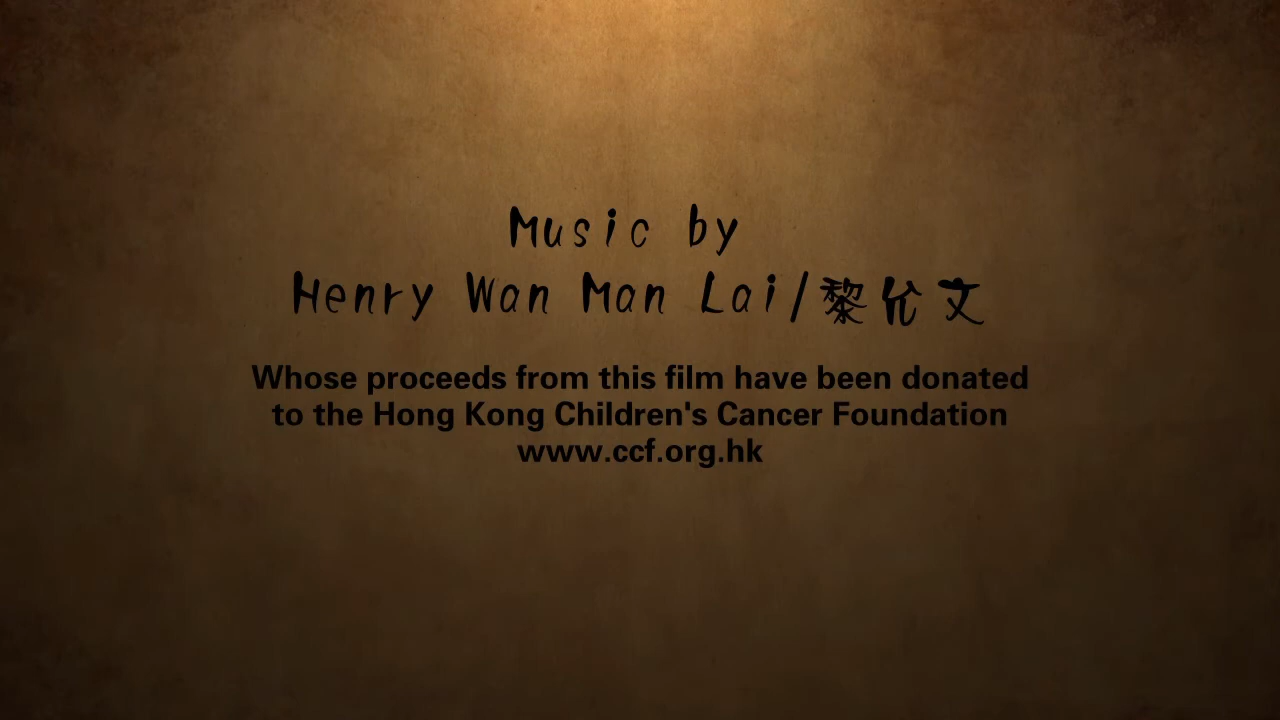 Music by
Henry Wan Man Lai/黎允文
Whose proceeds from this film have been donated
to the Hong Kong Children's Cancer Foundation
www.ccf.org.hk